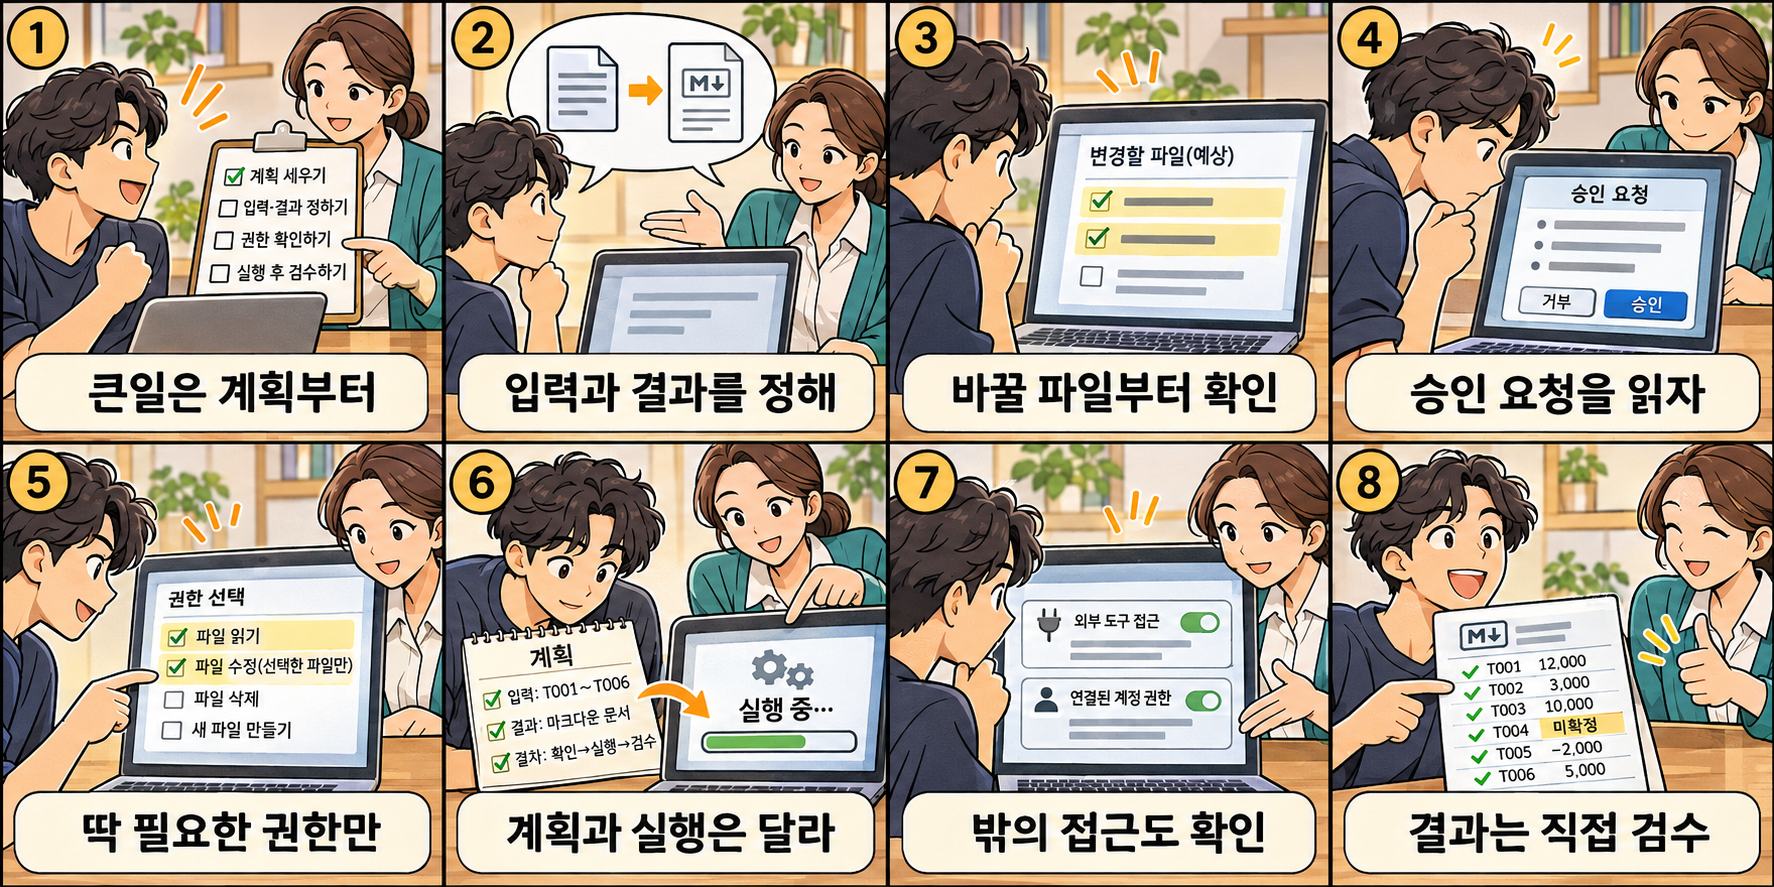 1
계획 세우기
입력·결과 정하기
권한 확인하기
실행 후 검수하기
큰일은 계획부터
2
M↓
입력과 결과를 정해
3
변경할 파일(예상)
바꿀 파일부터 확인
4
승인 요청
거부
승인
승인 요청을 읽자
5
권한 선택
파일 읽기
파일 수정(선택한 파일만)
파일 삭제
새 파일 만들기
딱 필요한 권한만
6
계획
입력: T001~T006
결과: 마크다운 문서
절차: 확인→실행→검수
실행 중...
계획과 실행은 달라
7
외부 도구 접근
연결된 계정 권한
밖의 접근도 확인
8
M↓
T001 12,000
T002 3,000
T003 10,000
T004 미확정
T005 -2,000
T006 5,000
결과는 직접 검수